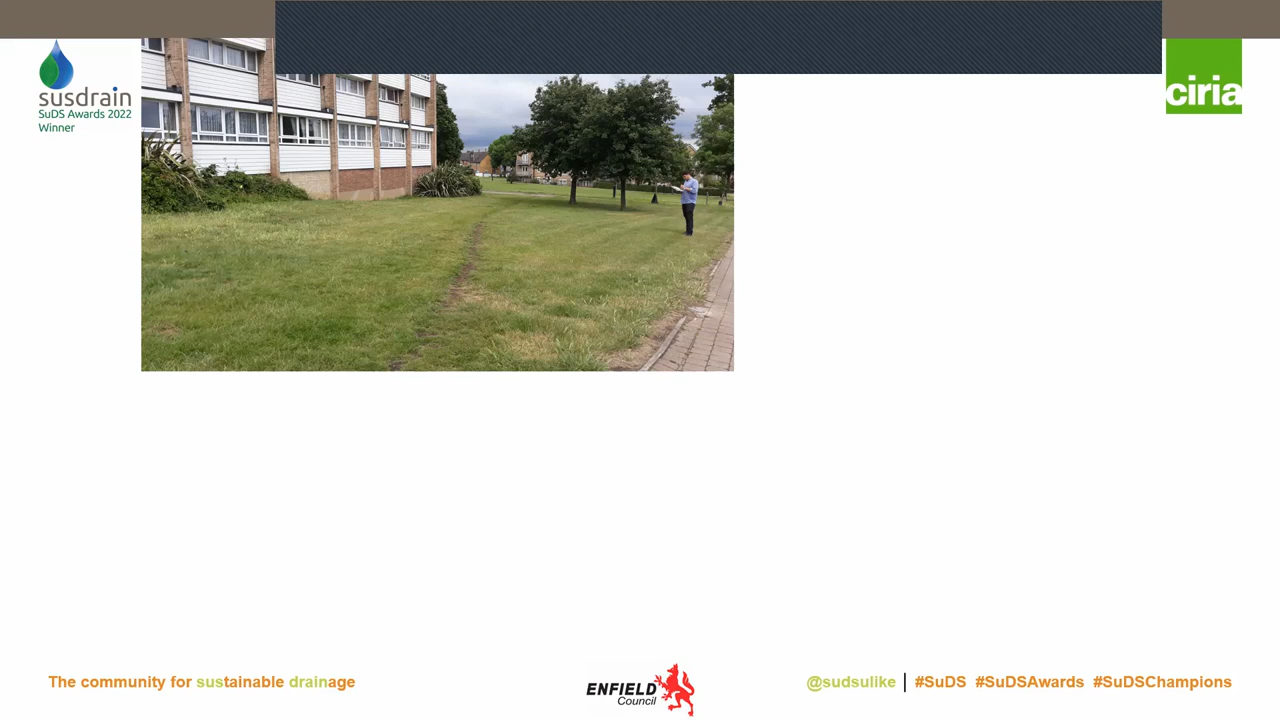 susdrain
SuDS Awards 2022
Winner
ciria
The community for sustainable drainage
ENFIELD
Council
@sudsulike | #SuDS #SuDSAwards #SuDSChampions